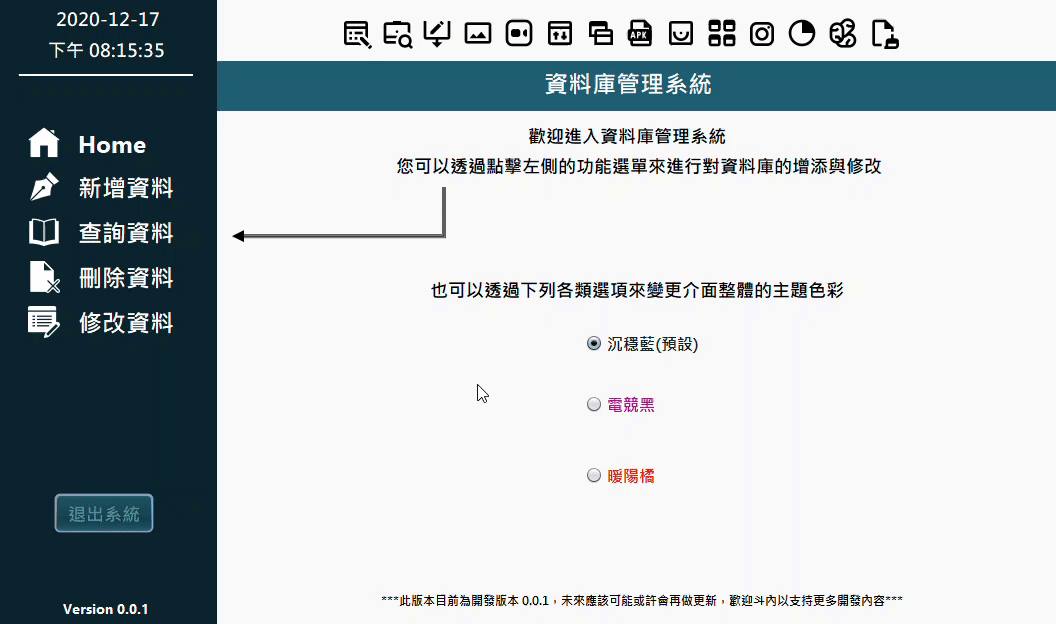 2020-12-17
下午 08:15:35
Home
新增資料
查詢資料
刪除資料
修改資料
退出系統
Version 0.0.1
APK
資料庫管理系統
歡迎進入資料庫管理系統
您可以透過點擊左側的功能選單來進行對資料庫的增添與修改
也可以透過下列各類選項來變更介面整體的主題色彩
沉穩藍(預設)
電競黑
暖陽橘
***此版本目前為開發版本 0.0.1，未來應該可能或許會再做更新，歡迎斗內以支持更多開發內容***